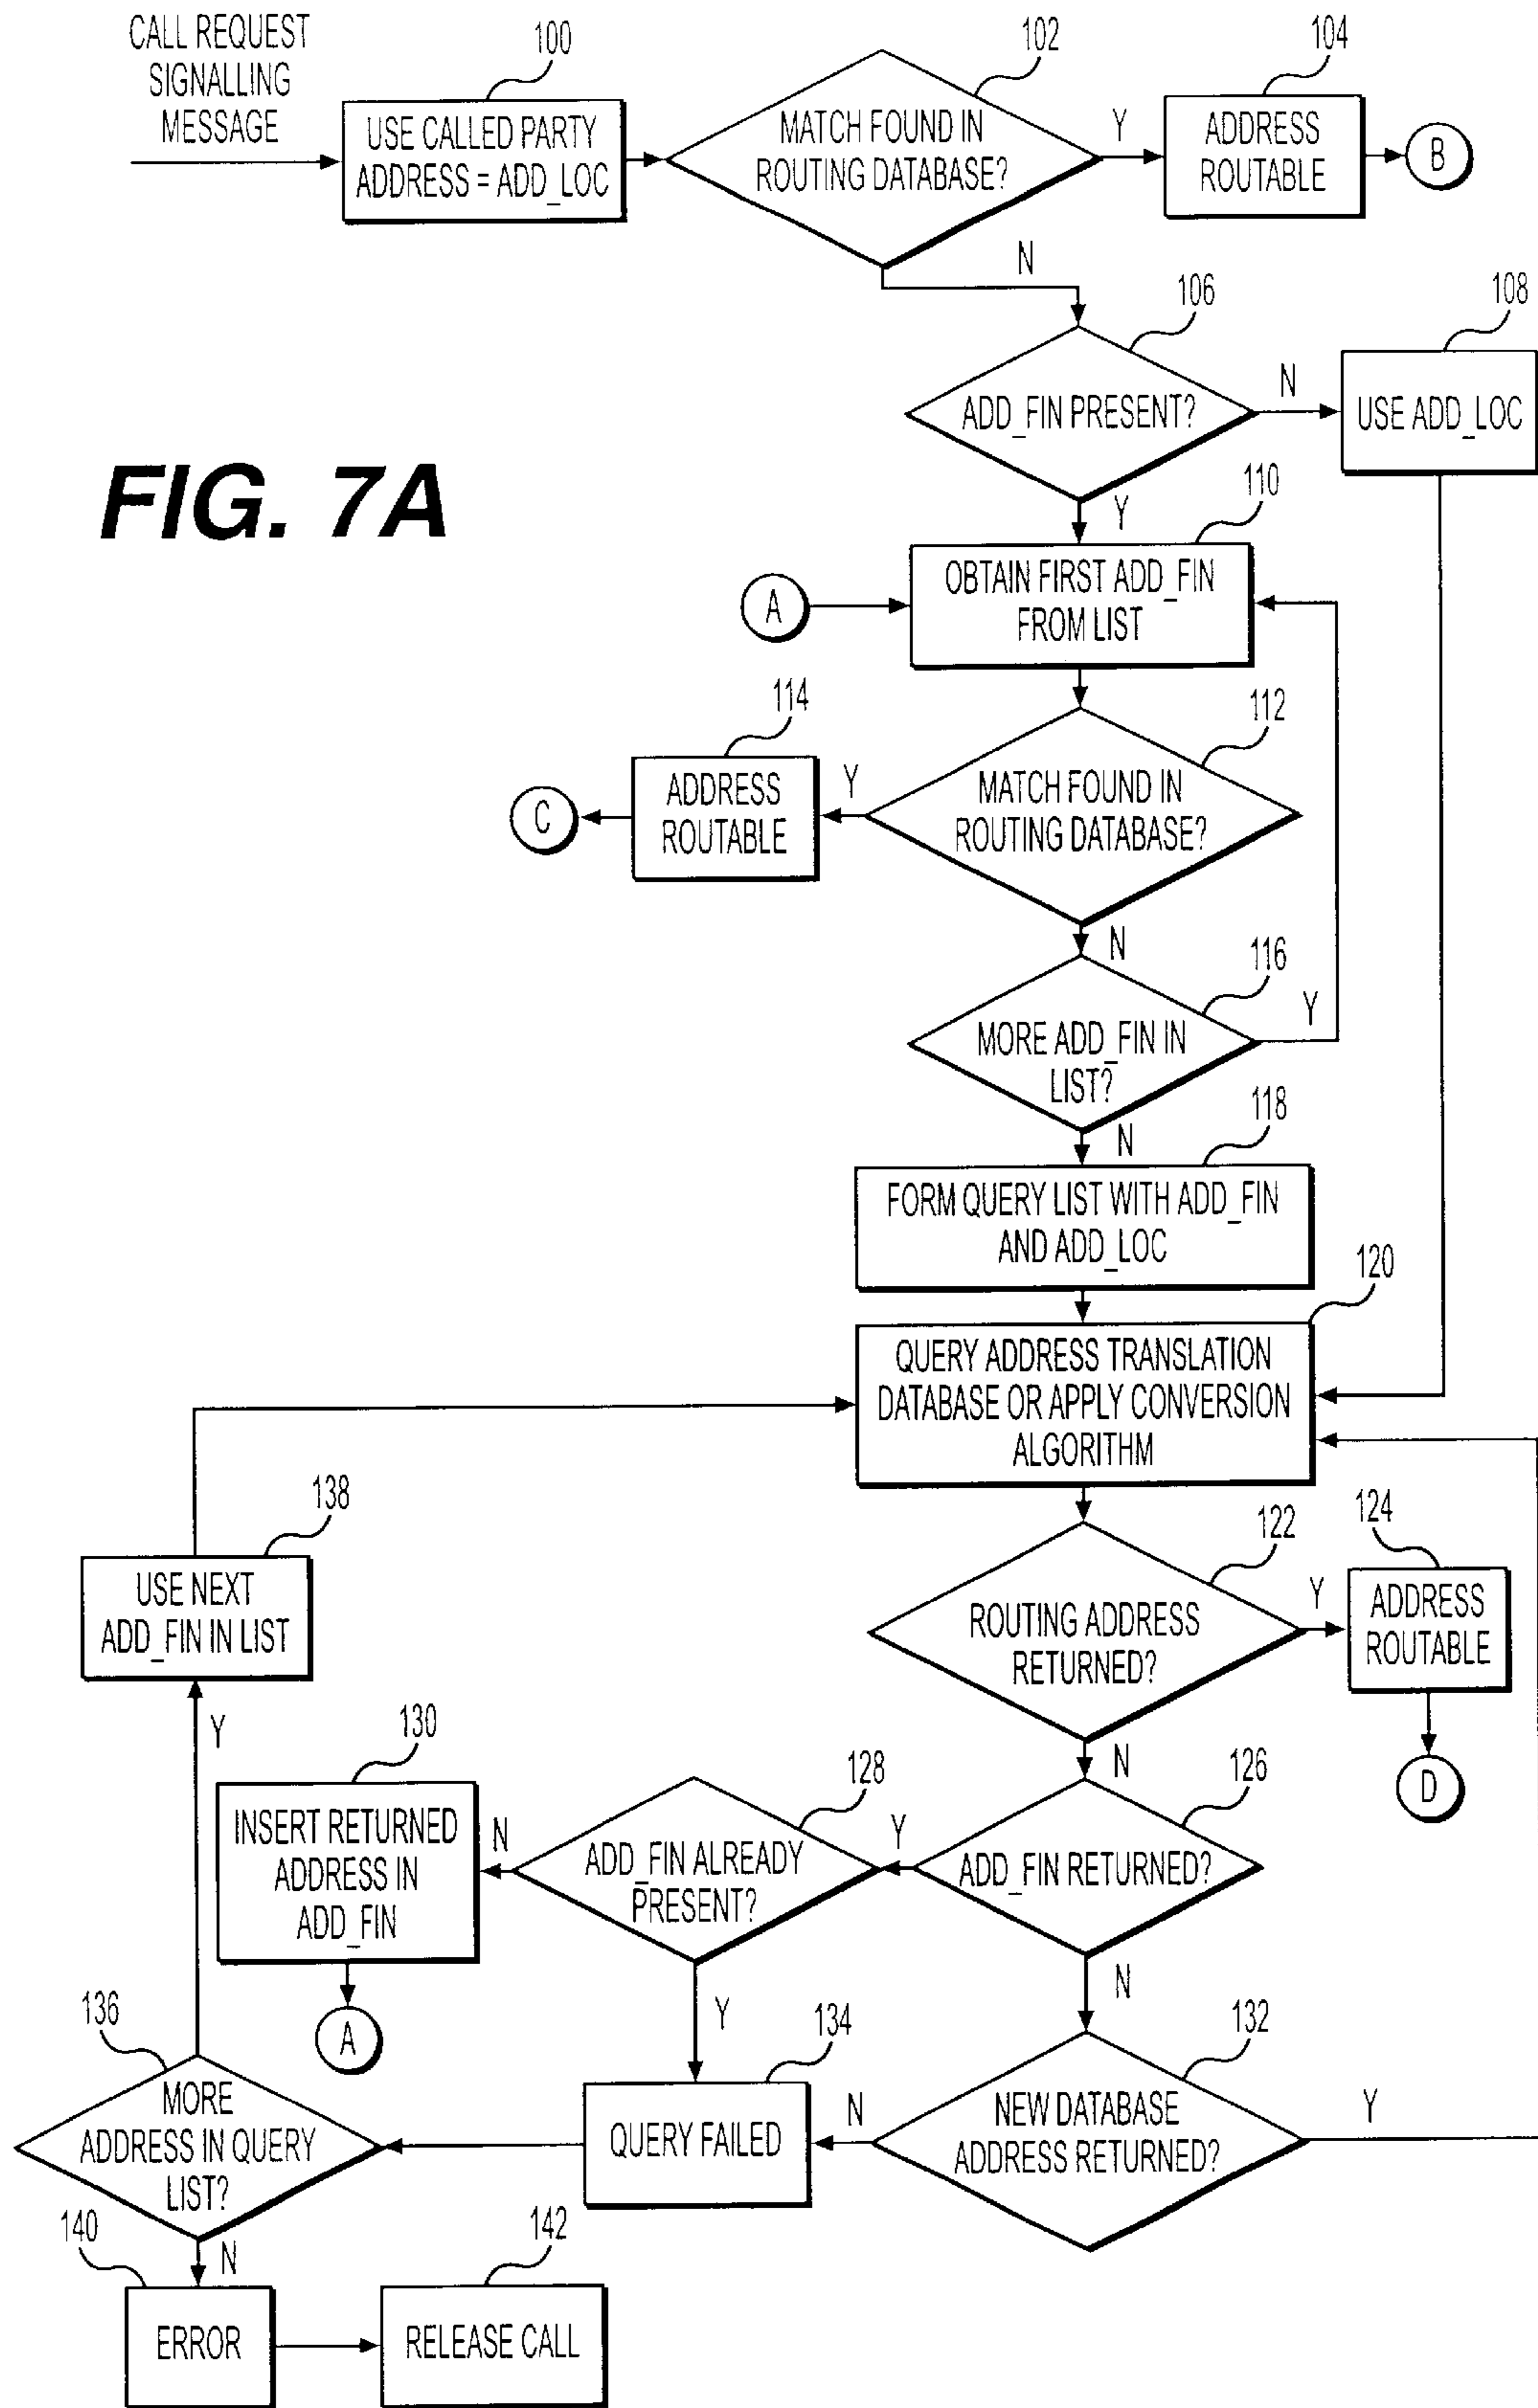 CALL REQUEST
SIGNALLING
MESSAGE
100
USE CALLED PARTY
ADDRESS = ADD_LOC
102
MATCH FOUND IN
ROUTING DATABASE?
Y
104
ADDRESS
ROUTABLE
B
N
106
ADD_FIN PRESENT?
N
108
USE ADD_LOC
FIG. 7A
Y
110
OBTAIN FIRST ADD_FIN
FROM LIST
A
112
MATCH FOUND IN
ROUTING DATABASE?
Y
114
ADDRESS
ROUTABLE
C
N
116
MORE ADD_FIN IN
LIST?
Y
N
118
FORM QUERY LIST WITH ADD_FIN
AND ADD_LOC
120
QUERY ADDRESS TRANSLATION
DATABASE OR APPLY CONVERSION
ALGORITHM
138
USE NEXT
ADD_FIN IN LIST
122
ROUTING ADDRESS
RETURNED?
Y
124
ADDRESS
ROUTABLE
D
N
126
ADD_FIN RETURNED?
Y
128
ADD_FIN ALREADY
PRESENT?
N
130
INSERT RETURNED
ADDRESS IN
ADD_FIN
A
Y
Y
N
132
NEW DATABASE
ADDRESS RETURNED?
Y
N
134
QUERY FAILED
136
MORE
ADDRESS IN QUERY
LIST?
N
140
ERROR
142
RELEASE CALL